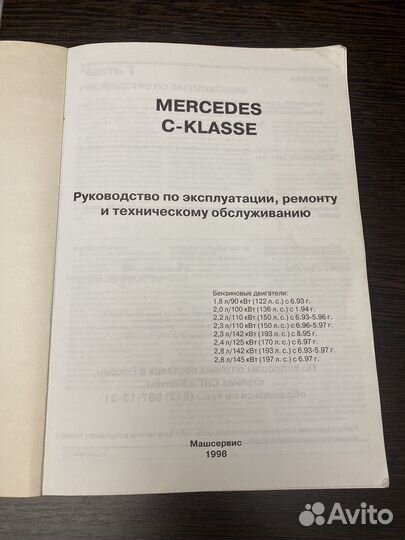 MERCEDES
C-KLASSE
Руководство по эксплуатации, ремонту
и техническому обслуживанию
Бензиновые двигатели:
1,8 л/90 кВт (122 л. с.) с 6.93 г.
2,0 л/100 кВт (136 л. с.) с 1.94 г.
2,2 л/110 кВт (150 л. с.) с 6.93-5.96 г.
2,3 л/110 кВт (150 л. с.) с 6.96-5.97 г.
2,3 л/142 кВт (193 л. с.) с 8.95 г.
2,4 л/125 кВт (170 л. с.) с 6.97 г.
2,8 л/142 кВт (193 л. с.) с 6.93-5.97 г.
2,8 л/145 кВт (197 л. с.) с 6.97 г.
Машсервис
1998
Avito